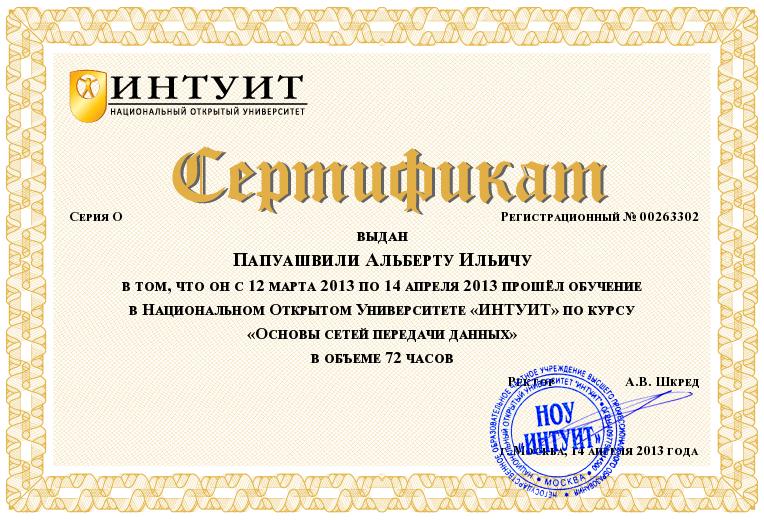 ИНТУИТ
НАЦИОНАЛЬНЫЙ ОТКРЫТЫЙ УНИВЕРСИТЕТ
Сертификат
Серия О
Регистрационный № 00263302
выдан
Папуашвили Альберту Ильичу
в том, что он с 12 марта 2013 по 14 апреля 2013 прошёл обучение
в Национальном Открытом Университете «ИНТУИТ» по курсу
«Основы сетей передачи данных»
в объеме 72 часов
Ректор
А.В. Шкред
НОУ
«ИНТУИТ»
МОСКВА
НЕГОСУДАРСТВЕННОЕ ОБРАЗОВАТЕЛЬНОЕ ЧАСТНОЕ УЧРЕЖДЕНИЕ ВЫСШЕГО ПРОФЕССИОНАЛЬНОГО ОБРАЗОВАНИЯ
НАЦИОНАЛЬНЫЙ ОТКРЫТЫЙ УНИВЕРСИТЕТ "ИНТУИТ"
г. Москва, 14 апреля 2013 года